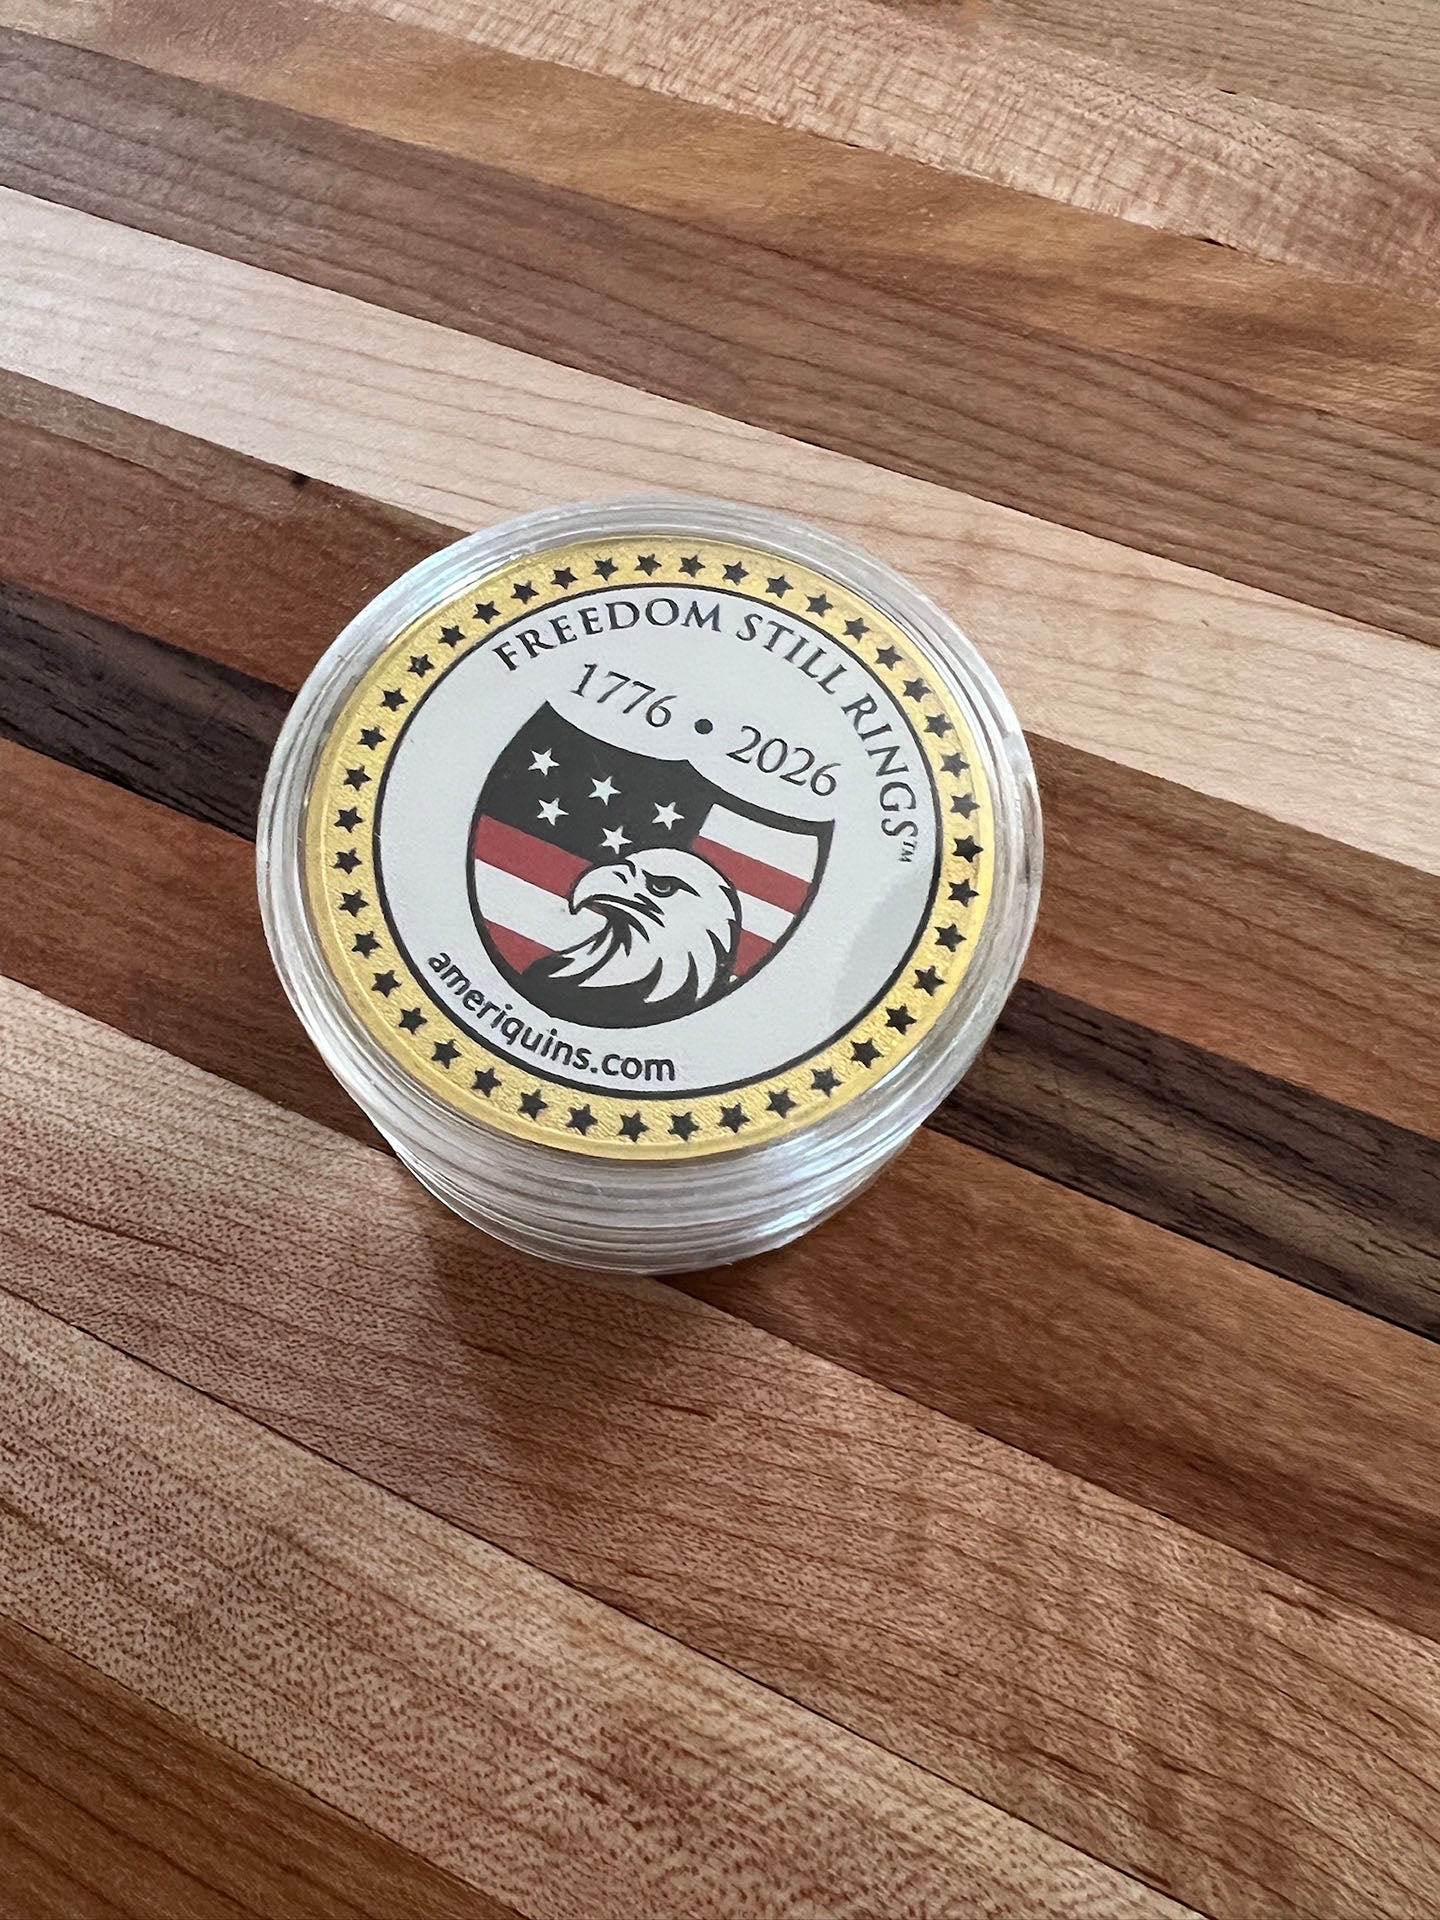 FREEDOM STILL RINGS™
1776 • 2026
ameriquins.com